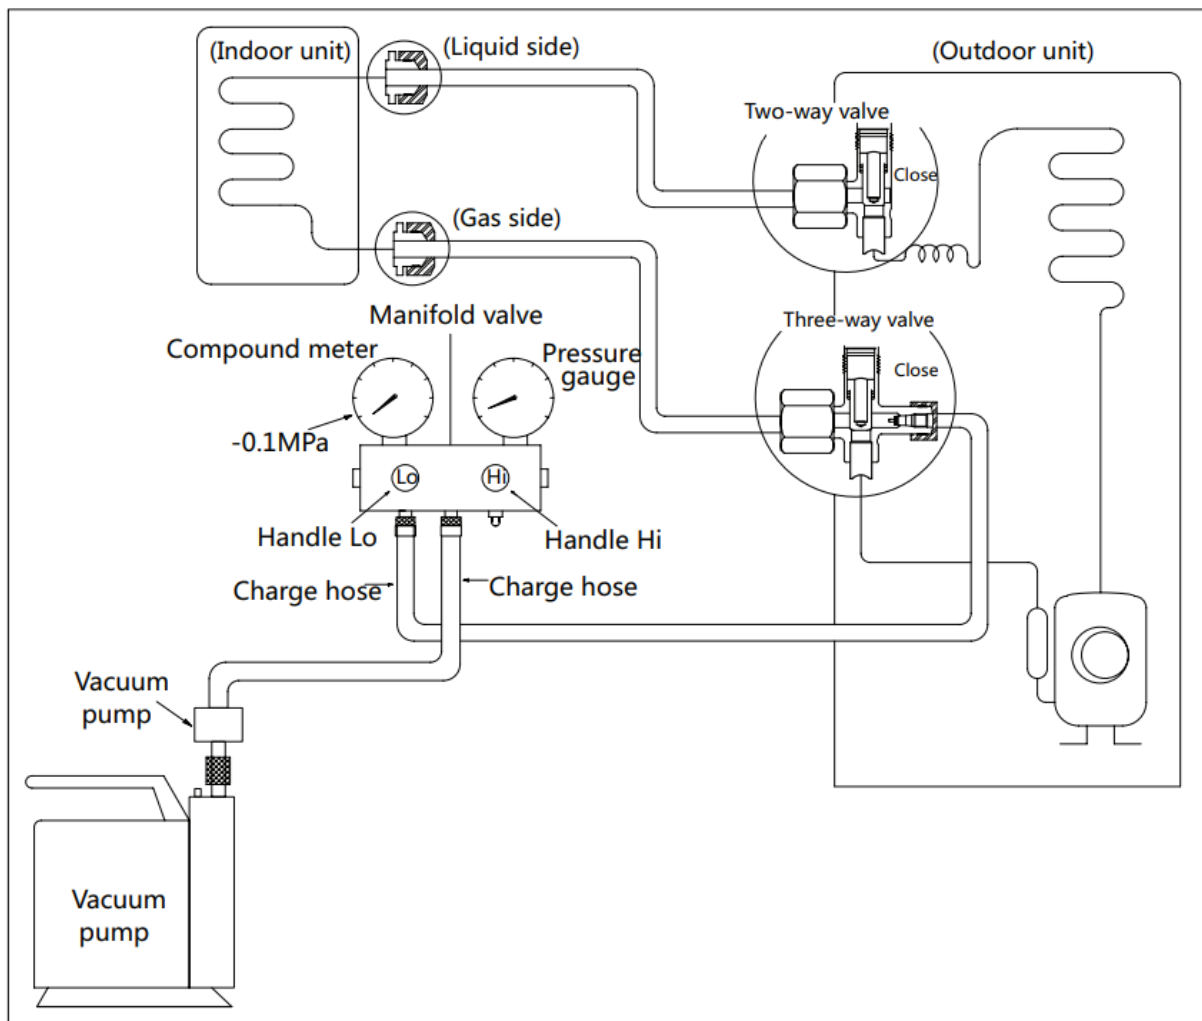 (Indoor unit)
(Liquid side)
(Outdoor unit)
Two-way valve
Close
(Gas side)
Manifold valve
Three-way valve
Compound meter
Pressure
gauge
Close
-0.1MPa
Lo
Hi
Handle Lo
Handle Hi
Charge hose
Charge hose
Vacuum
pump
Vacuum
pump